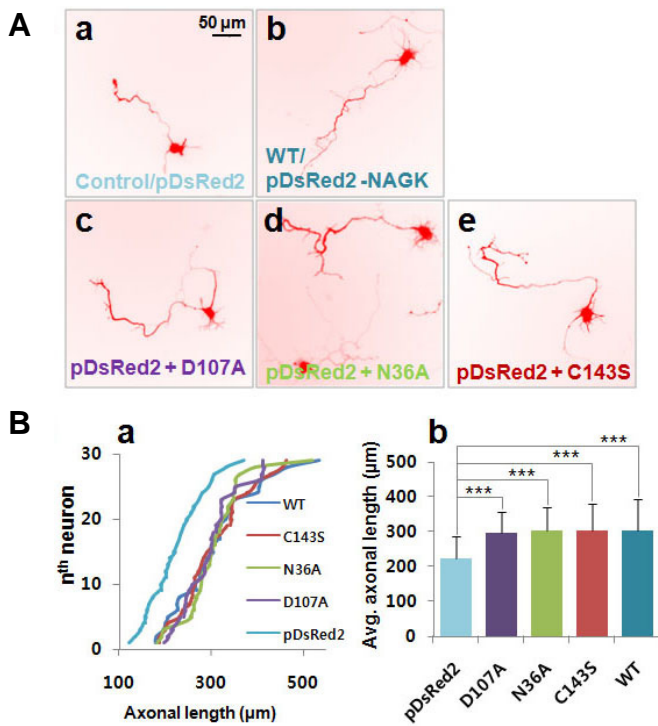 A
a
50 µm
b
Control/pDsRed2
WT/
pDsRed2 -NAGK
c
d
e
pDsRed2 + D107A
pDsRed2 + N36A
pDsRed2 + C143S
B
a
30
20
10
0
nth neuron
WT
C143S
N36A
D107A
pDsRed2
100
300
500
Axonal length (µm)
b
***
***
***
***
500
400
300
200
100
0
Avg. axonal length (µm)
pDsRed2
D107A
N36A
C143S
WT